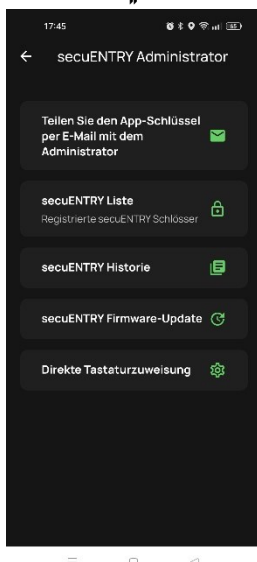 „
17:45
secuENTRY Administrator
Teilen Sie den App-Schlüssel
per E-Mail mit dem
Administrator
secuENTRY Liste
Registrierte secuENTRY Schlösser
secuENTRY Historie
secuENTRY Firmware-Update
Direkte Tastaturzuweisung